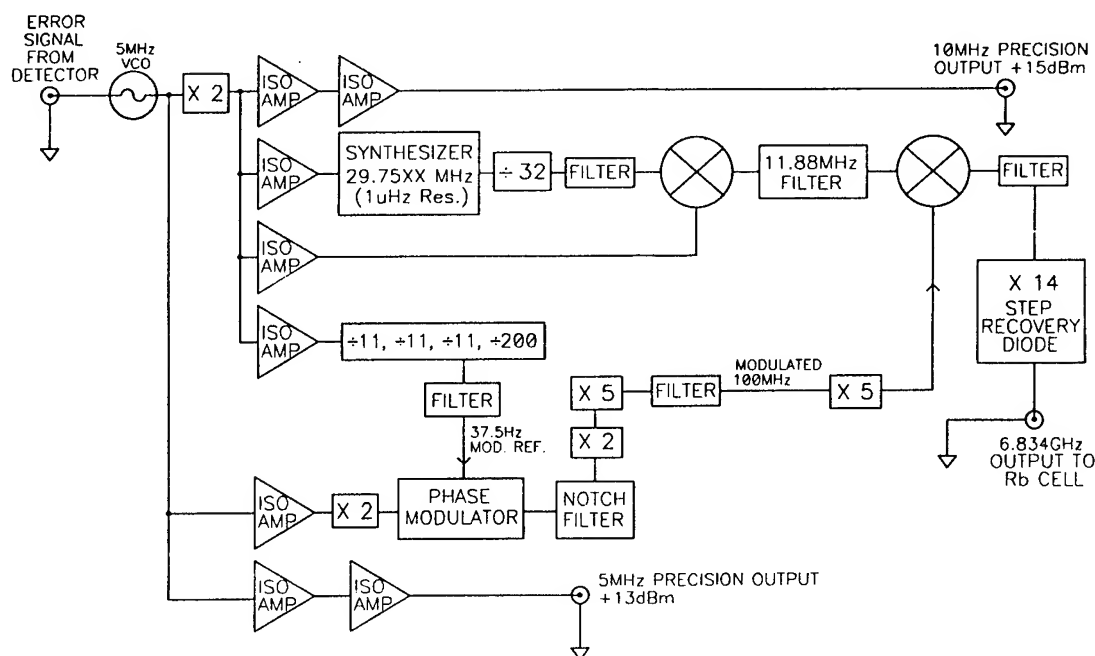 ERROR
SIGNAL
FROM
DETECTOR
5MHz
VCO
X 2
ISO
AMP
ISO
AMP
10MHz PRECISION
OUTPUT +15dBm
ISO
AMP
SYNTHESIZER
29.75XX MHz
(1uHz Res.)
÷ 32
FILTER
11.88MHz
FILTER
FILTER
ISO
AMP
X 14
STEP
RECOVERY
DIODE
ISO
AMP
÷11, ÷11, ÷11, ÷200
FILTER
37.5Hz
MOD. REF.
X 5
FILTER
MODULATED
100MHz
X 5
X 2
6.834GHz
OUTPUT TO
Rb CELL
ISO
AMP
X 2
PHASE
MODULATOR
NOTCH
FILTER
ISO
AMP
ISO
AMP
5MHz PRECISION OUTPUT
+13dBm